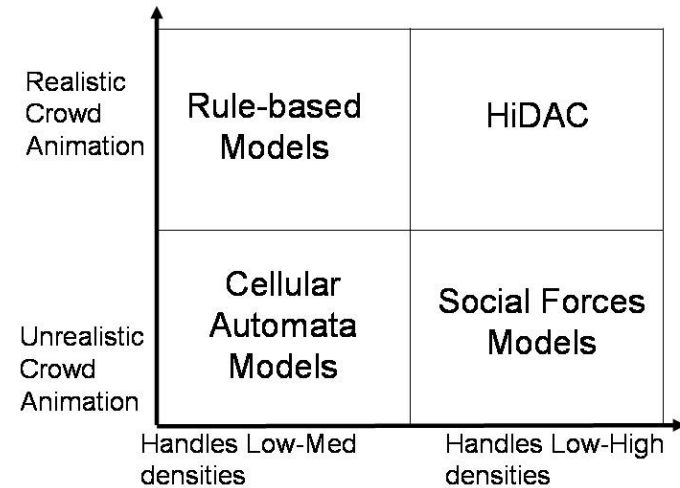 Realistic
Crowd
Animation
Rule-based
Models
HiDAC
Unrealistic
Crowd
Animation
Cellular
Automata
Models
Social Forces
Models
Handles Low-Med
densities
Handles Low-High
densities